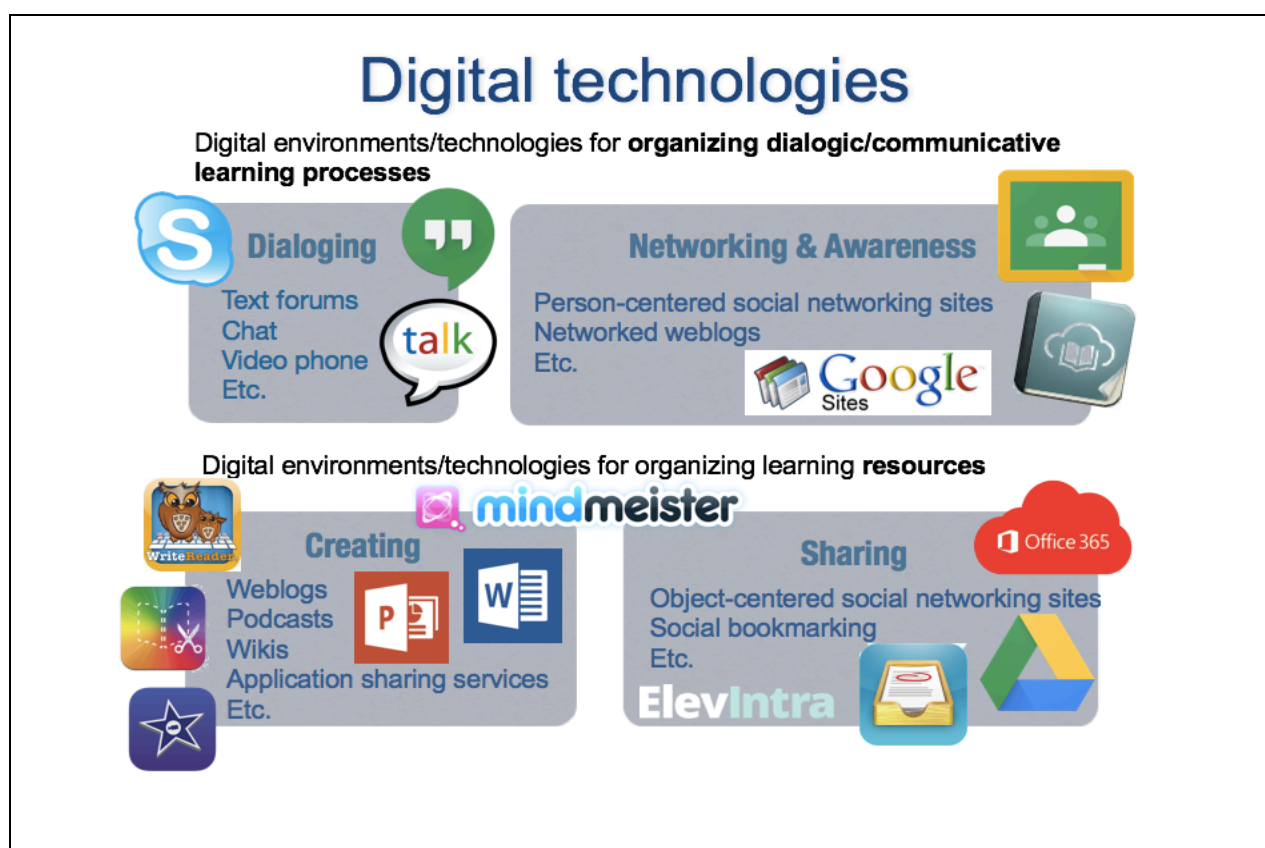 Digital technologies
Digital environments/technologies for organizing dialogic/communicative
learning processes
Dialoging
Text forums
Chat
Video phone
Etc.
talk
Networking & Awareness
Person-centered social networking sites
Networked weblogs
Etc.
Google
Sites
Digital environments/technologies for organizing learning resources
mindmeister
WriteReader
Creating
Weblogs
Podcasts
Wikis
Application sharing services
Etc.
P
W
Sharing
Office 365
Object-centered social networking sites
Social bookmarking
Etc.
ElevIntra